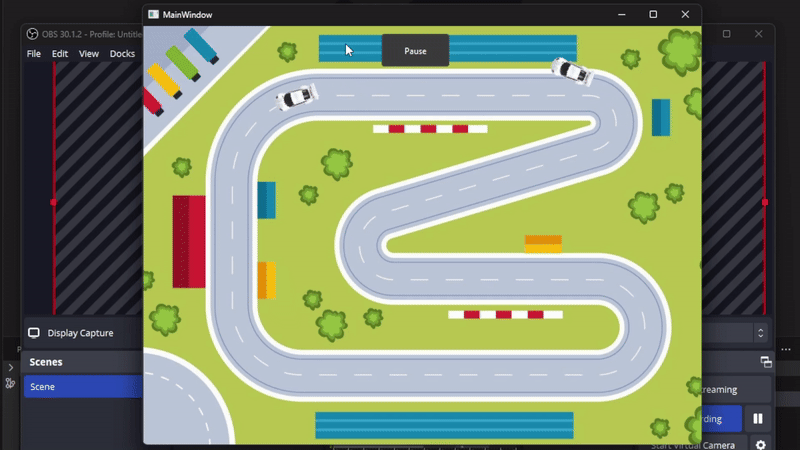 MainWindow
OBS 30.1.2 - Profile: Untitle
File Edit View Docks
Pause
Display Capture
Scenes
Scene
treaming
rding
Start Virtual Camera